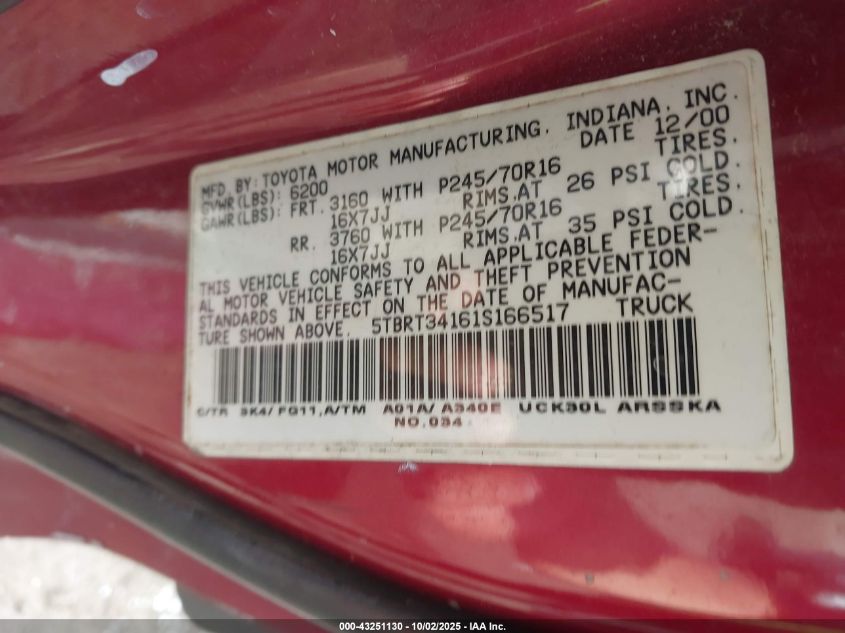 MFD. BY: TOYOTA MOTOR MANUFACTURING, INDIANA, INC.
GVWR(LBS): 6200 DATE 12/00
GAWR(LBS): FRT. 3160 WITH P245/70R16 TIRES.
16X7JJ RIMS.AT 26 PSI COLD.
RR. 3760 WITH P245/70R16 TIRES.
16X7JJ RIMS.AT 35 PSI COLD.
THIS VEHICLE CONFORMS TO ALL APPLICABLE FEDER-
AL MOTOR VEHICLE SAFETY AND THEFT PREVENTION
STANDARDS IN EFFECT ON THE DATE OF MANUFAC-
TURE SHOWN ABOVE. 5TBRT34161S166517 TRUCK
C/TR 3K4/ FG11,A/TM A01A/ A340E UCK30L ARSSKA
NO.034
000-43251130 - 10/02/2025 - IAA Inc.